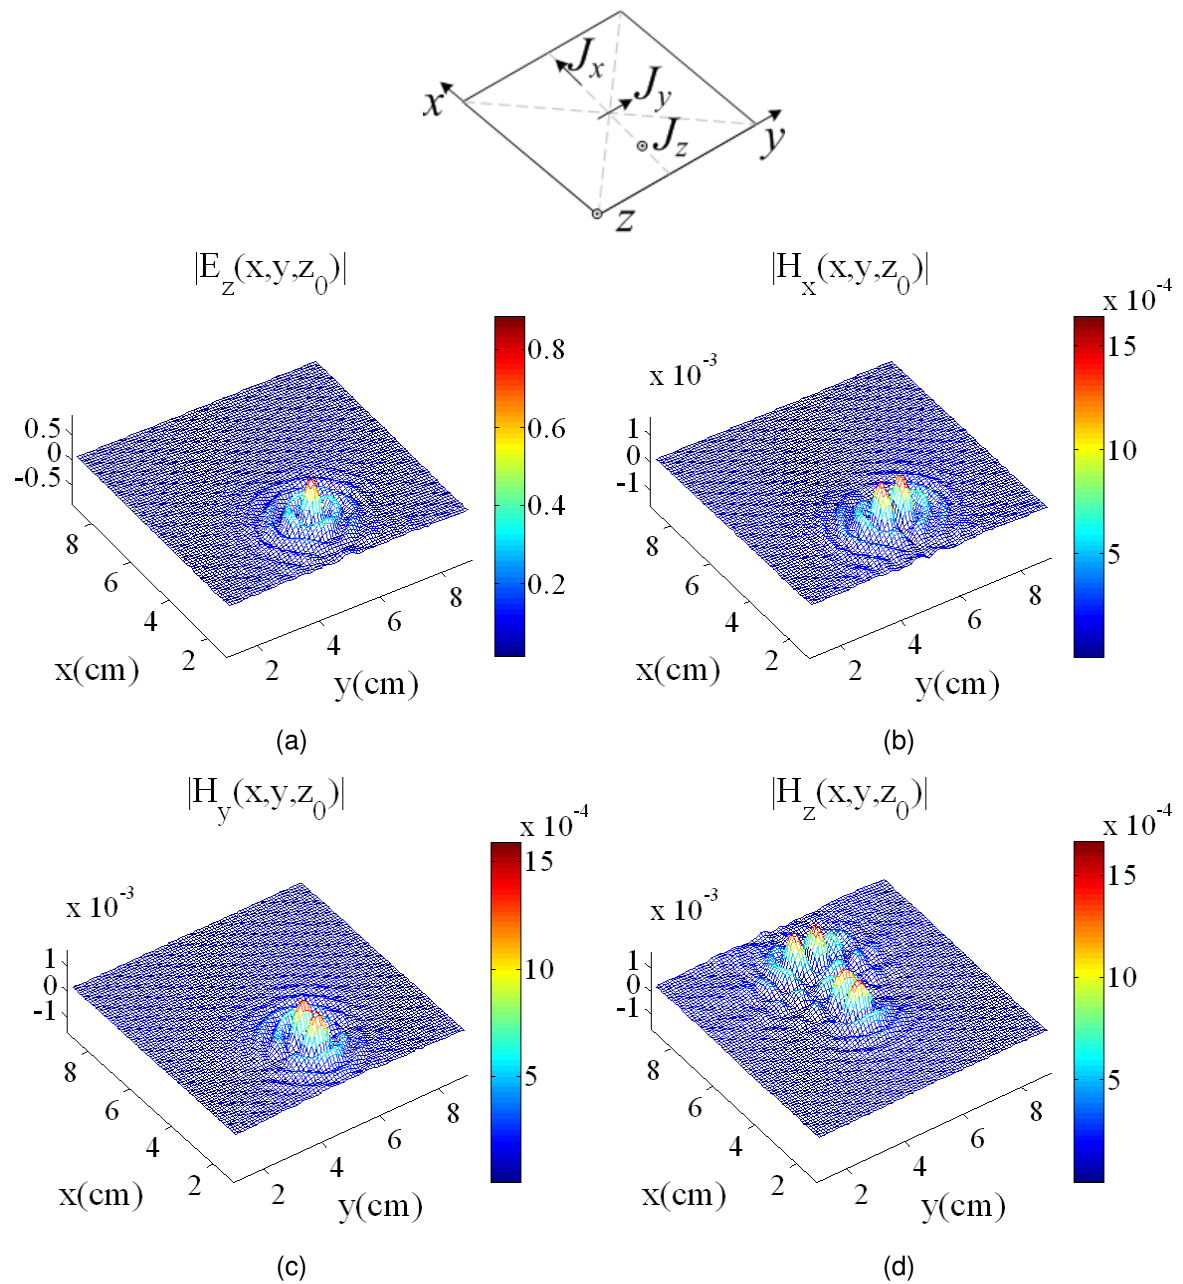 J_x
J_y
x
J_z
y
z
|E_z(x,y,z_0)| |H_x(x,y,z_0)|
x 10^-4
0.8
15
x 10^-3
0.5
0
-0.5
1
0
-1
0.6
10
0.4
5
0.2
8
6
4
2
x(cm)
2
4
6
8
y(cm)
8
6
4
2
x(cm)
2
4
6
8
y(cm)
(a) (b)
|H_y(x,y,z_0)| |H_z(x,y,z_0)|
x 10^-4
x 10^-4
15
15
x 10^-3
x 10^-3
1
0
-1
1
0
-1
10
10
5
5
8
6
4
2
x(cm)
2
4
6
8
y(cm)
8
6
4
2
x(cm)
2
4
6
8
y(cm)
(c) (d)